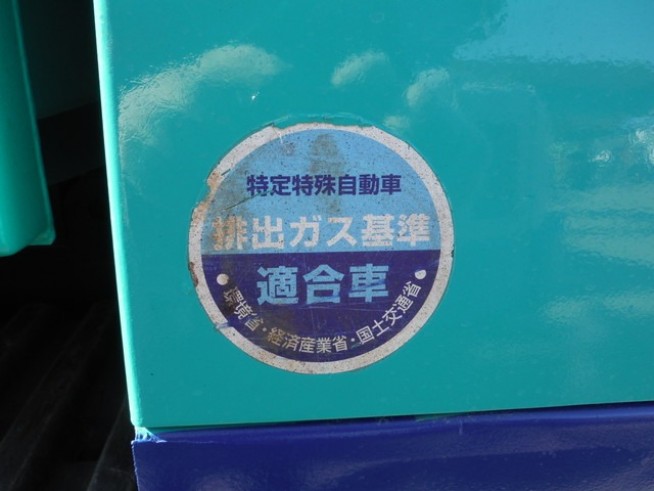 特定特殊自動車
排出ガス基準
適合車
環境省・経済産業省・国土交通省